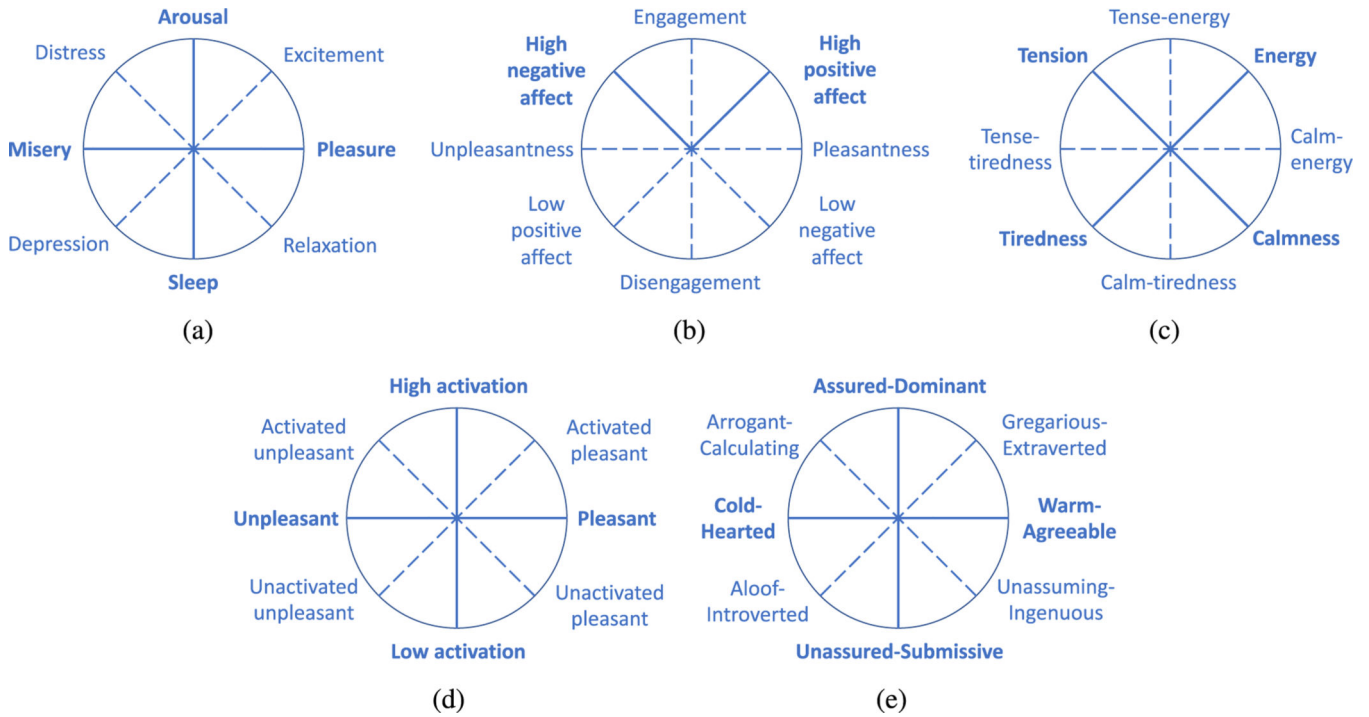 Arousal
Distress
Excitement
Misery
Pleasure
Depression
Relaxation
Sleep
(a)
Engagement
High
negative
affect
High
positive
affect
Unpleasantness
Pleasantness
Low
positive
affect
Low
negative
affect
Disengagement
(b)
Tense-energy
Tension
Energy
Tense-
tiredness
Calm-
energy
Tiredness
Calmness
Calm-tiredness
(c)
High activation
Activated
unpleasant
Activated
pleasant
Unpleasant
Pleasant
Unactivated
unpleasant
Unactivated
pleasant
Low activation
(d)
Assured-Dominant
Arrogant-
Calculating
Gregarious-
Extraverted
Cold-
Hearted
Warm-
Agreeable
Aloof-
Introverted
Unassuming-
Ingenuous
Unassured-Submissive
(e)